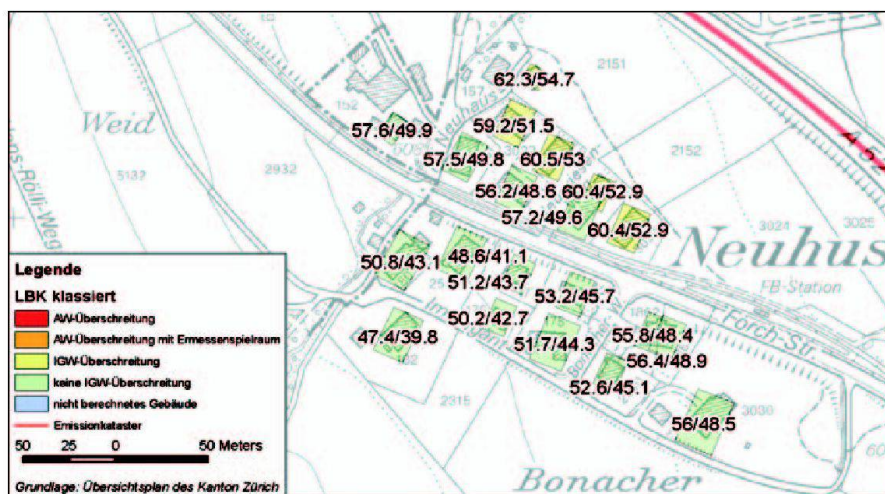 62.3/54.7
2151
157
152
Weid
57.6/49.9
59.2/51.5
57.5/49.8
60.5/53
2152
5132
2932
56.2/48.6
60.4/52.9
57.2/49.6
60.4/52.9
3024
3025
Neuhus
FB-Station
50.8/43.1
48.6/41.1
51.2/43.7
53.2/45.7
50.2/42.7
47.4/39.8
51.7/44.3
55.8/48.4
56.4/48.9
Forch-Str.
52.6/45.1
2315
56/48.5
3030
Bonacher
Legende
LBK klassiert
AW-Überschreitung
AW-Überschreitung mit Ermessenspielraum
IGW-Überschreitung
keine IGW-Überschreitung
nicht berechnetes Gebäude
Emissionkataster
50 25 0 50 Meters
Grundlage: Übersichtsplan des Kanton Zürich